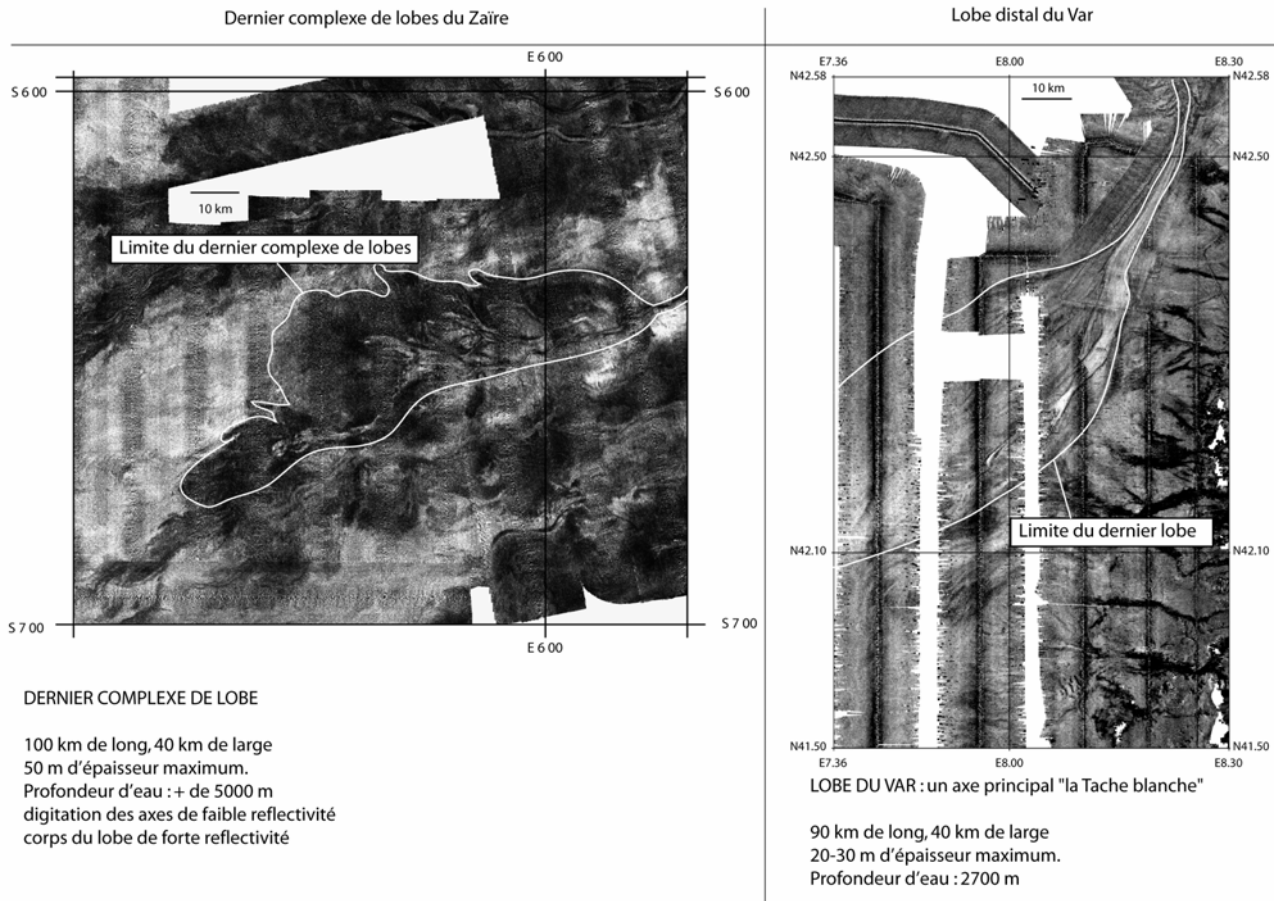 Dernier complexe de lobes du Zaïre
E 6 00
S 6 00
S 6 00
10 km
Limite du dernier complexe de lobes
S 7 00
S 7 00
E 6 00
DERNIER COMPLEXE DE LOBE
100 km de long, 40 km de large
50 m d'épaisseur maximum.
Profondeur d'eau : + de 5000 m
digitation des axes de faible reflectivité
corps du lobe de forte reflectivité
Lobe distal du Var
E7.36
E8.00
E8.30
N42.58
N42.58
10 km
N42.50
N42.50
Limite du dernier lobe
N42.10
N42.10
N41.50
N41.50
E7.36
E8.00
E8.30
LOBE DU VAR : un axe principal "la Tache blanche"
90 km de long, 40 km de large
20-30 m d'épaisseur maximum.
Profondeur d'eau : 2700 m